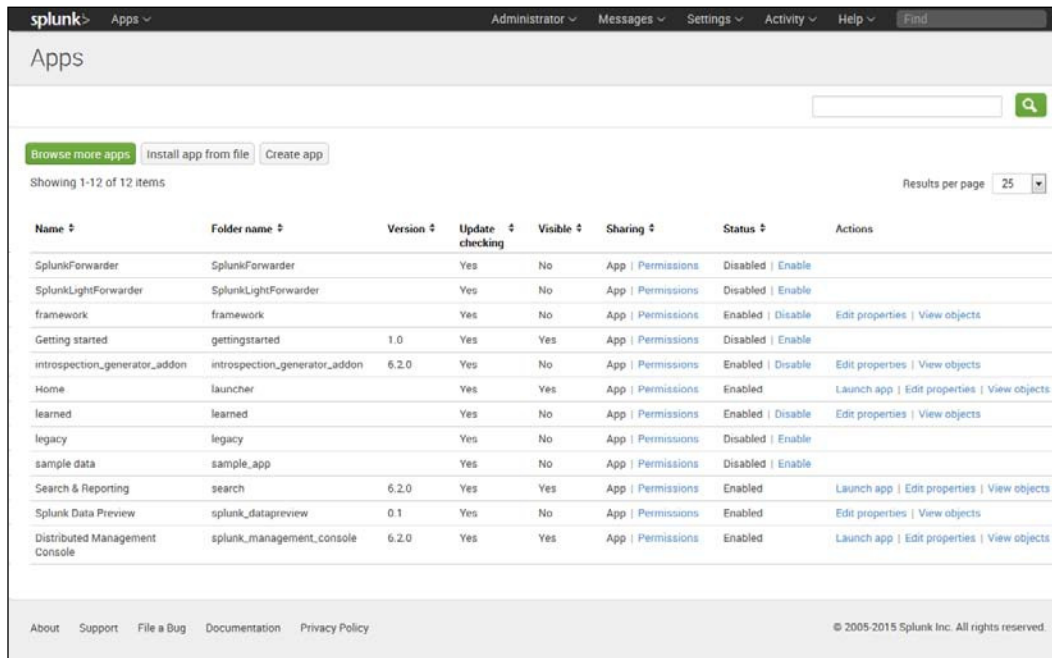 splunk> Apps Administrator Messages Settings Activity Help Find
Apps
Browse more apps Install app from file Create app
Showing 1-12 of 12 items Results per page 25
Name Folder name Version Update checking Visible Sharing Status Actions
SplunkForwarder SplunkForwarder Yes No App | Permissions Disabled | Enable
SplunkLightForwarder SplunkLightForwarder Yes No App | Permissions Disabled | Enable
framework framework Yes No App | Permissions Enabled | Disable Edit properties | View objects
Getting started gettingstarted 1.0 Yes Yes App | Permissions Disabled | Enable
introspection_generator_addon introspection_generator_addon 6.2.0 Yes No App | Permissions Enabled | Disable Edit properties | View objects
Home launcher Yes Yes App | Permissions Enabled Launch app | Edit properties | View objects
learned learned Yes No App | Permissions Enabled | Disable Edit properties | View objects
legacy legacy Yes No App | Permissions Disabled | Enable
sample data sample_app Yes No App | Permissions Disabled | Enable
Search & Reporting search 6.2.0 Yes Yes App | Permissions Enabled Launch app | Edit properties | View objects
Splunk Data Preview splunk_datapreview 0.1 Yes No App | Permissions Enabled Edit properties | View objects
Distributed Management Console splunk_management_console 6.2.0 Yes Yes App | Permissions Enabled Launch app | Edit properties | View objects
About Support File a Bug Documentation Privacy Policy © 2005-2015 Splunk Inc. All rights reserved.